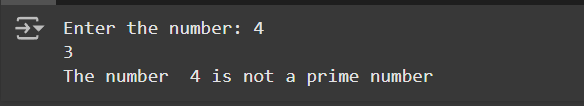 Enter the number: 4
3
The number  4 is not a prime number